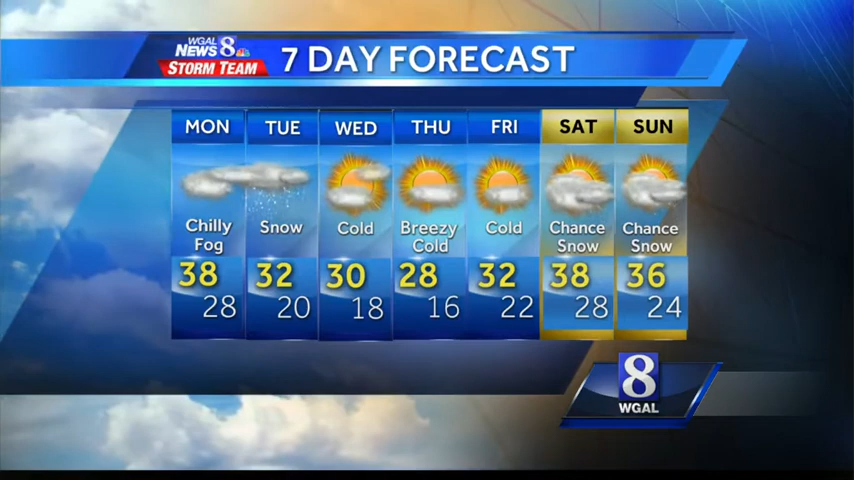 WGAL
NEWS 8
STORM TEAM
7 DAY FORECAST
MON TUE WED THU FRI SAT SUN
Chilly Fog Snow Cold Breezy Cold Cold Chance Snow Chance Snow
38 32 30 28 32 38 36
28 20 18 16 22 28 24
8
WGAL